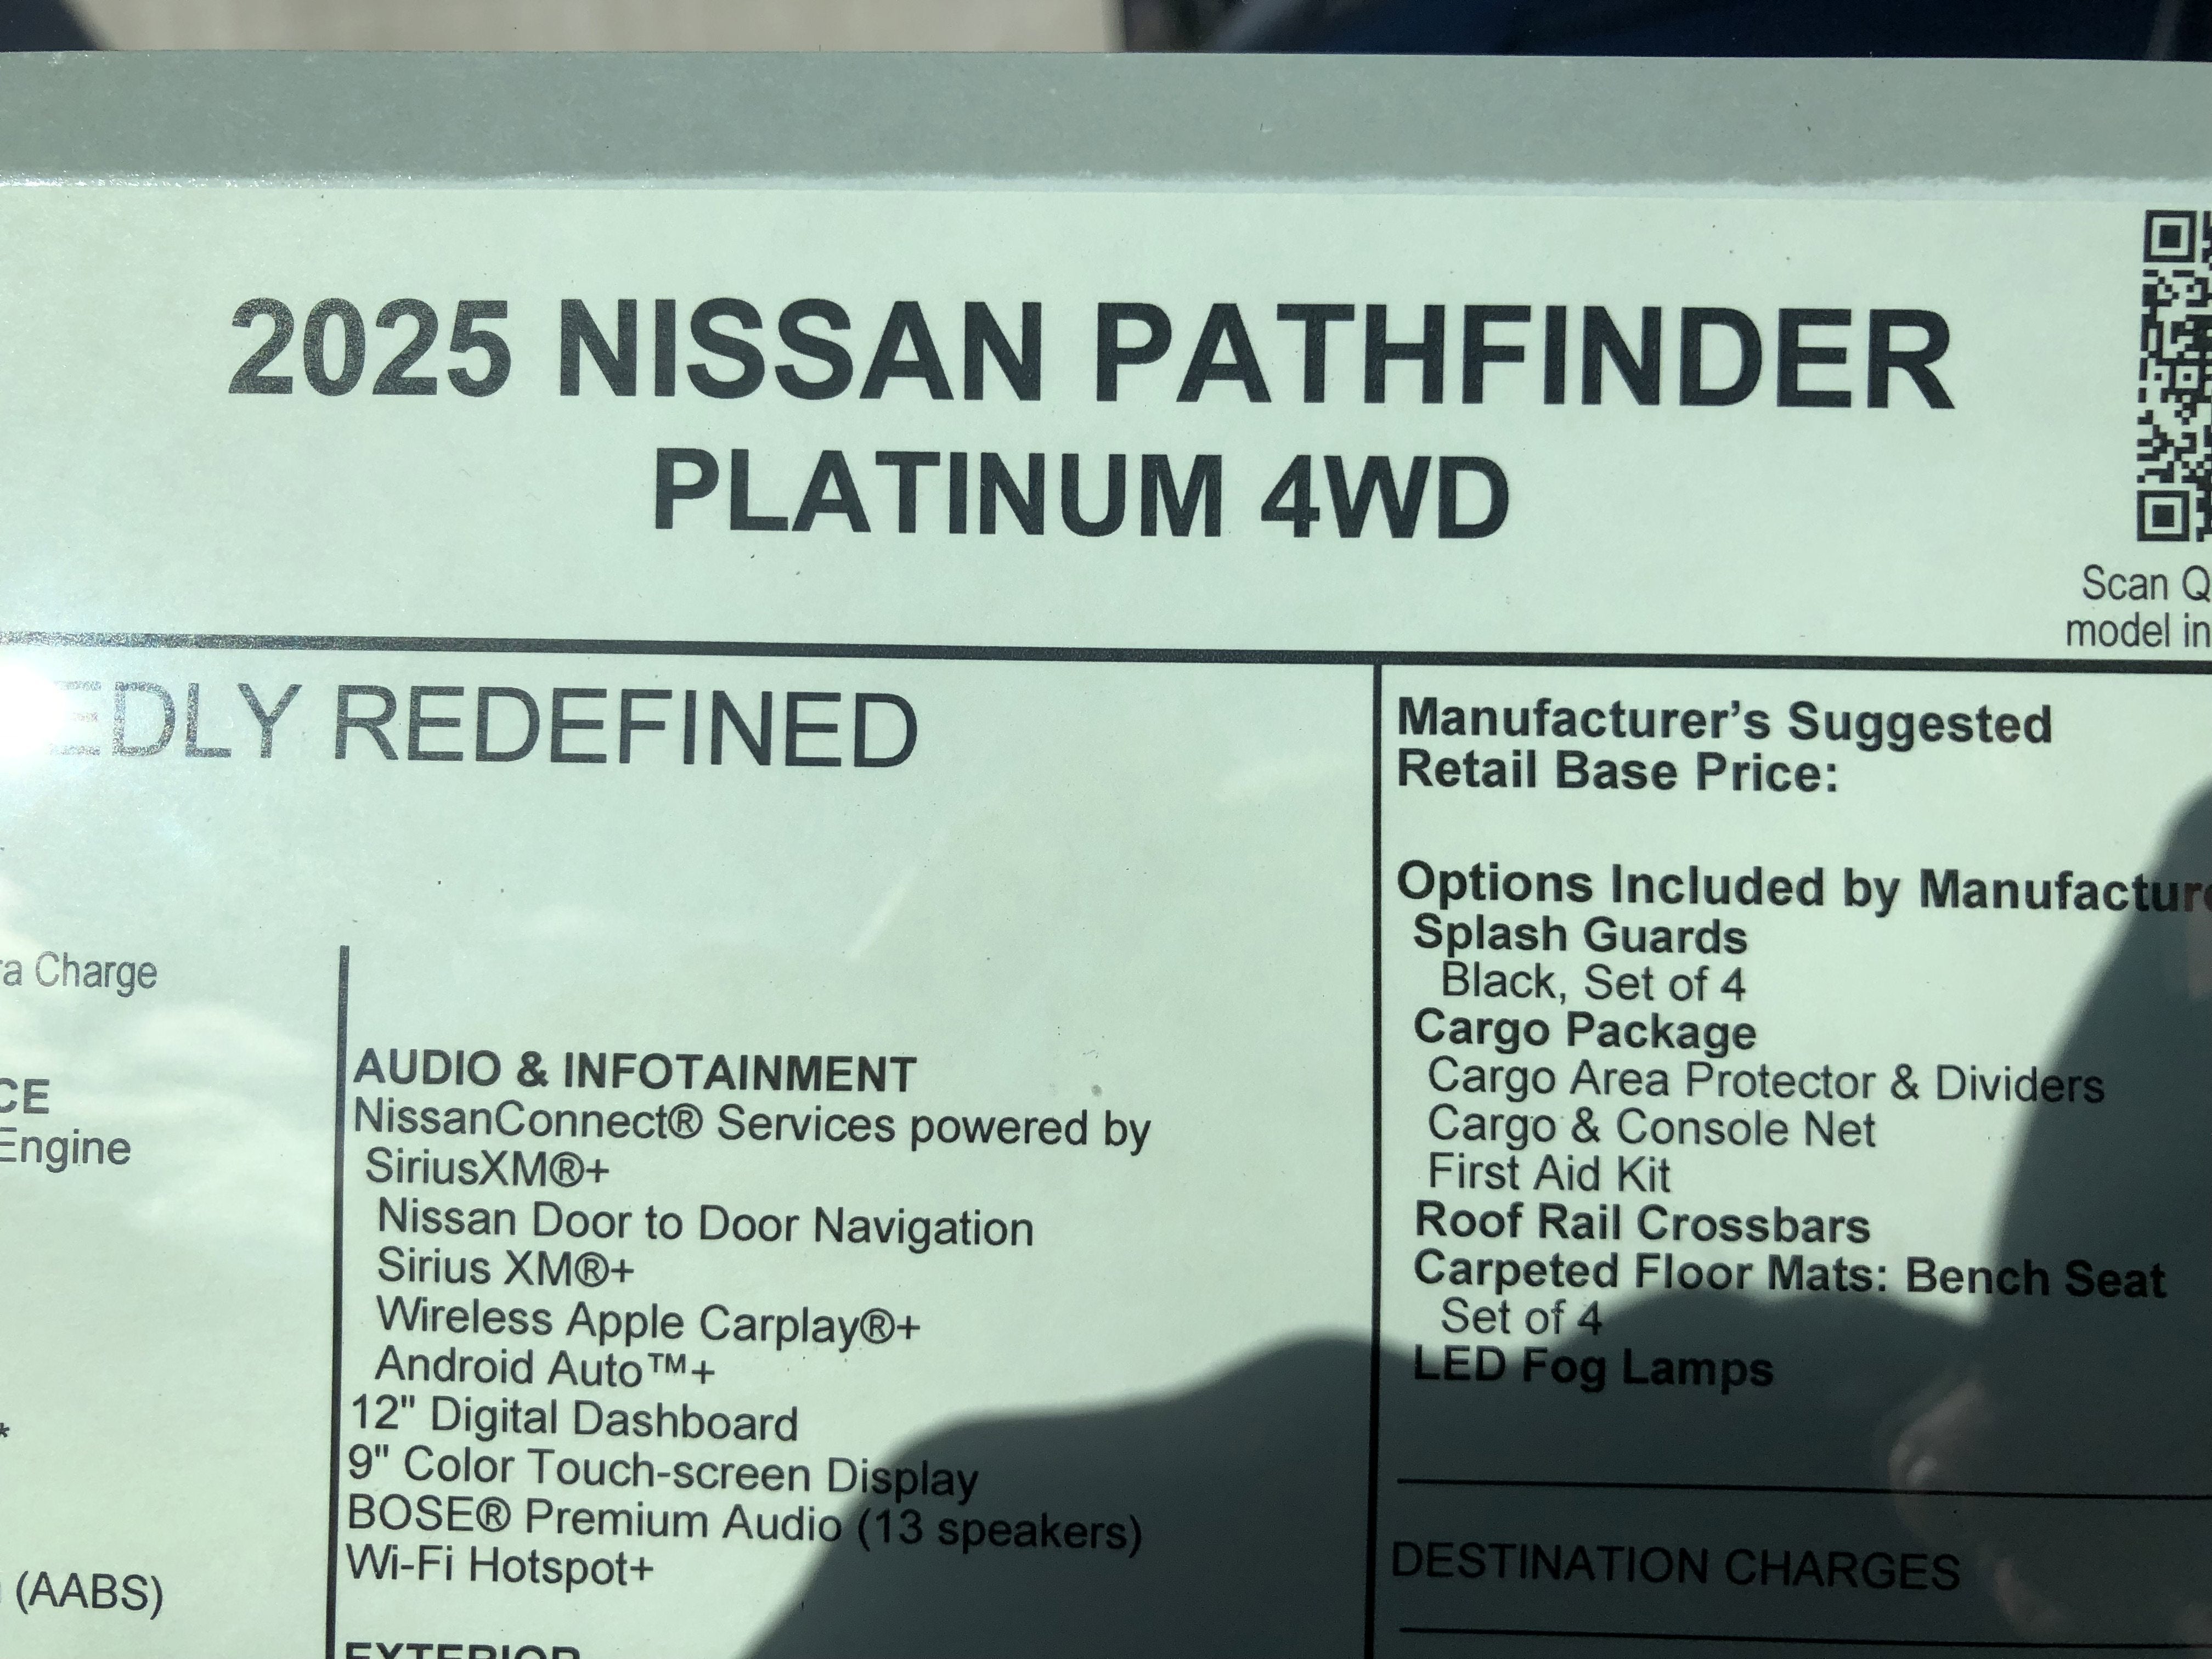 2025 NISSAN PATHFINDER
PLATINUM 4WD
Scan Q
model in
EDLY REDEFINED
a Charge
CE
Engine
*
(AABS)
AUDIO & INFOTAINMENT
NissanConnect® Services powered by
SiriusXM®+
Nissan Door to Door Navigation
Sirius XM®+
Wireless Apple Carplay®+
Android Auto™+
12" Digital Dashboard
9" Color Touch-screen Display
BOSE® Premium Audio (13 speakers)
Wi-Fi Hotspot+
EXTERIOR
Manufacturer’s Suggested
Retail Base Price:
Options Included by Manufacture
Splash Guards
Black, Set of 4
Cargo Package
Cargo Area Protector & Dividers
Cargo & Console Net
First Aid Kit
Roof Rail Crossbars
Carpeted Floor Mats: Bench Seat
Set of 4
LED Fog Lamps
DESTINATION CHARGES